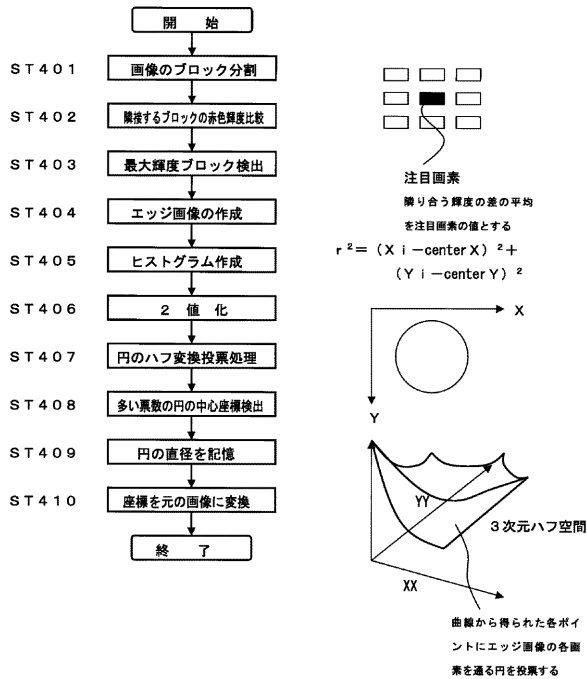 開　始
ＳＴ４０１ 画像のブロック分割
ＳＴ４０２ 隣接するブロックの赤色輝度比較
ＳＴ４０３ 最大輝度ブロック検出
ＳＴ４０４ エッジ画像の作成
ＳＴ４０５ ヒストグラム作成
ＳＴ４０６ ２　値　化
ＳＴ４０７ 円のハフ変換投票処理
ＳＴ４０８ 多い票数の円の中心座標検出
ＳＴ４０９ 円の直径を記憶
ＳＴ４１０ 座標を元の画像に変換
終　了
注目画素
隣り合う輝度の差の平均
を注目画素の値とする
ｒ²＝（Ｘｉ－centerＸ）²＋
（Ｙｉ－centerＹ）²
Ｘ
Ｙ
YY
３次元ハフ空間
XX
曲線から得られた各ポイ
ントにエッジ画像の各画
素を通る円を投票する